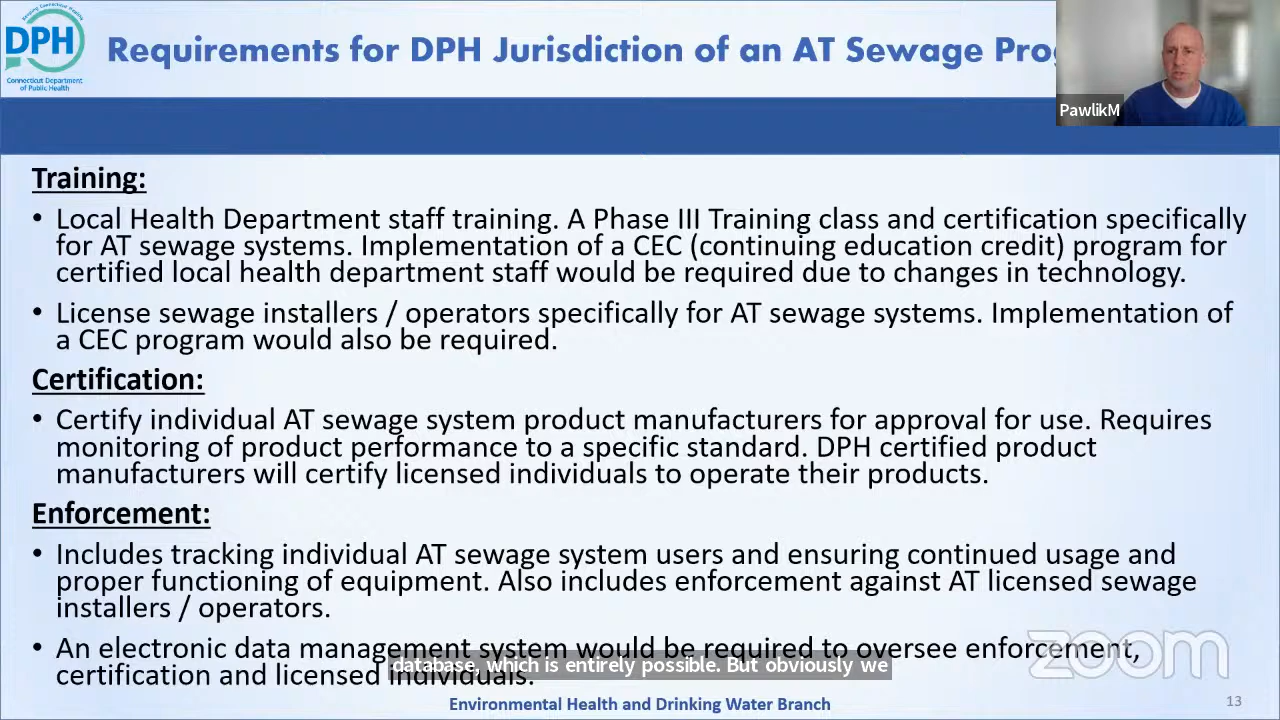 Keeping Connecticut Healthy
DPH
Connecticut Department
of Public Health
Requirements for DPH Jurisdiction of an AT Sewage
PawlikM
Training:
• Local Health Department staff training. A Phase III Training class and certification specifically
for AT sewage systems. Implementation of a CEC (continuing education credit) program for
certified local health department staff would be required due to changes in technology.
• License sewage installers / operators specifically for AT sewage systems. Implementation of
a CEC program would also be required.
Certification:
• Certify individual AT sewage system product manufacturers for approval for use. Requires
monitoring of product performance to a specific standard. DPH certified product
manufacturers will certify licensed individuals to operate their products.
Enforcement:
• Includes tracking individual AT sewage system users and ensuring continued usage and
proper functioning of equipment. Also includes enforcement against AT licensed sewage
installers / operators.
• An electronic data management system would be required to oversee enforcement,
certification and licensed individuals.
database, which is entirely possible. But obviously we
zoom
Environmental Health and Drinking Water Branch
13